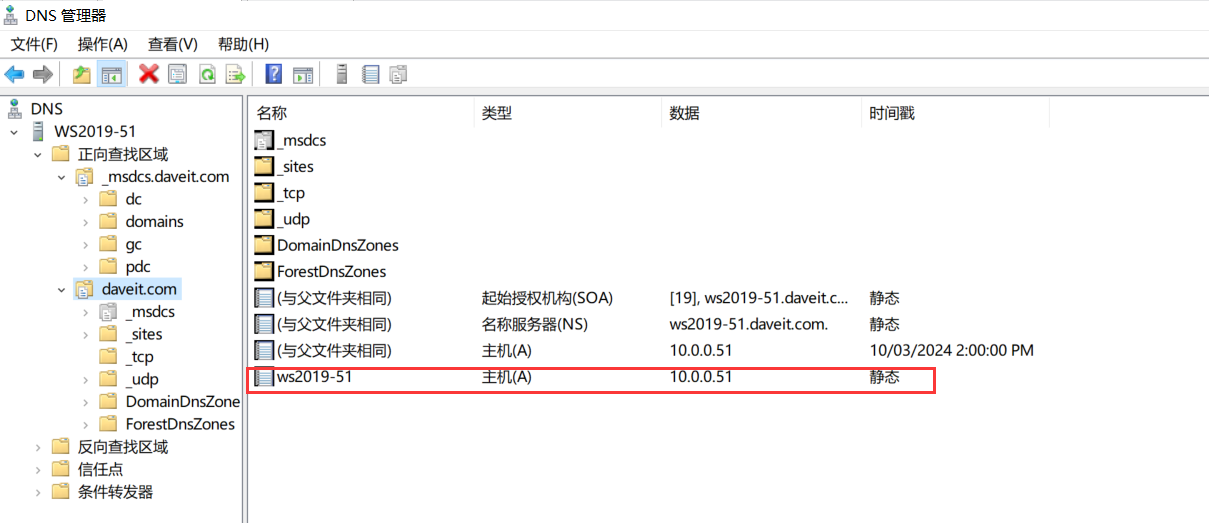 DNS 管理器
文件(F) 操作(A) 查看(V) 帮助(H)
DNS
WS2019-51
正向查找区域
_msdcs.daveit.com
dc
domains
gc
pdc
daveit.com
_msdcs
_sites
_tcp
_udp
DomainDnsZone
ForestDnsZones
反向查找区域
信任点
条件转发器
名称 类型 数据 时间戳
_msdcs
_sites
_tcp
_udp
DomainDnsZones
ForestDnsZones
(与父文件夹相同) 起始授权机构(SOA) [19], ws2019-51.daveit.c... 静态
(与父文件夹相同) 名称服务器(NS) ws2019-51.daveit.com. 静态
(与父文件夹相同) 主机(A) 10.0.0.51 10/03/2024 2:00:00 PM
ws2019-51 主机(A) 10.0.0.51 静态